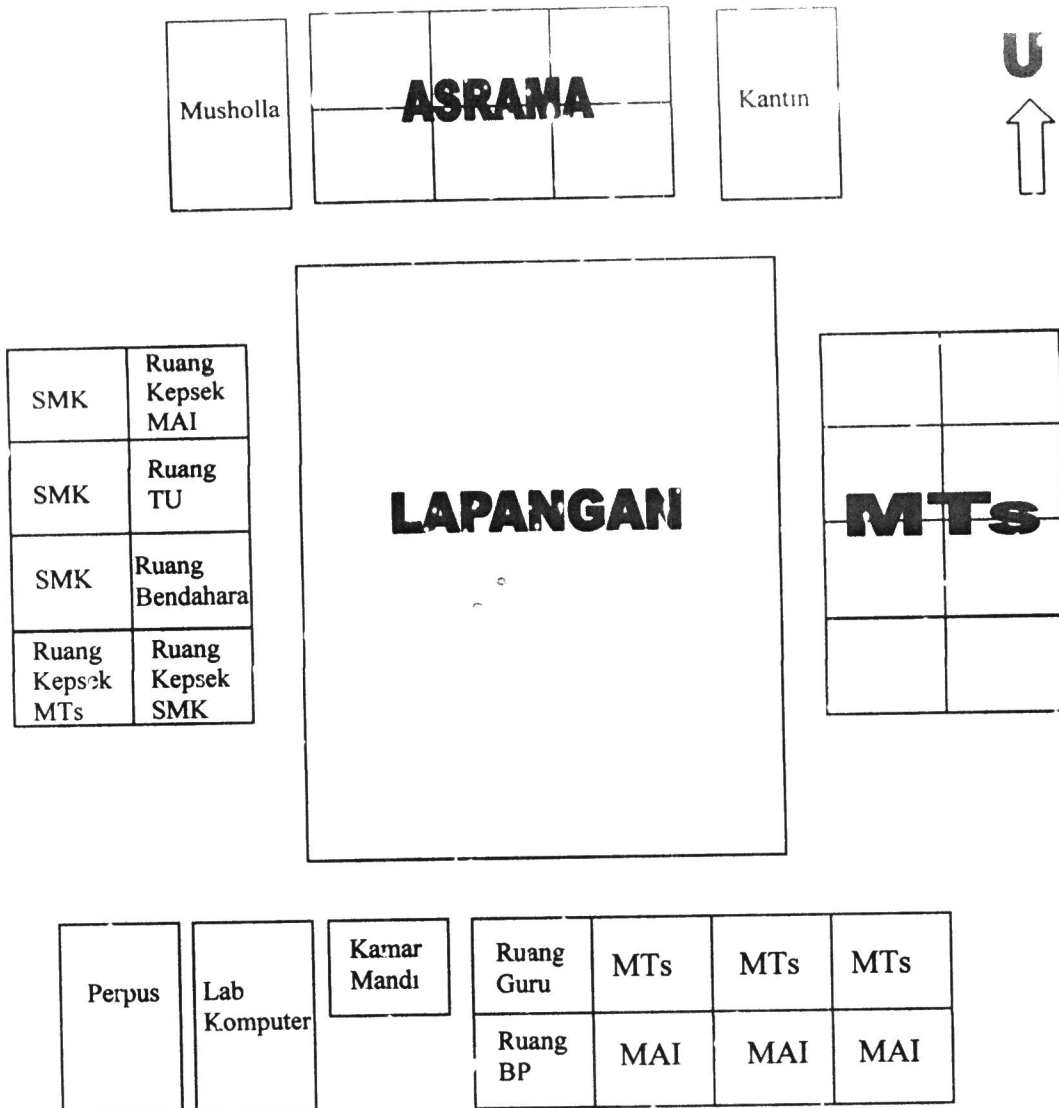 Musholla
ASRAMA
Kantin
U
SMK
Ruang
Kepsek
MAI
SMK
Ruang
TU
SMK
Ruang
Bendahara
Ruang
Kepsek
MTs
Ruang
Kepsek
SMK
LAPANGAN
MTs
Perpus
Lab
Komputer
Kamar
Mandi
Ruang
Guru
MTs
MTs
MTs
Ruang
BP
MAI
MAI
MAI